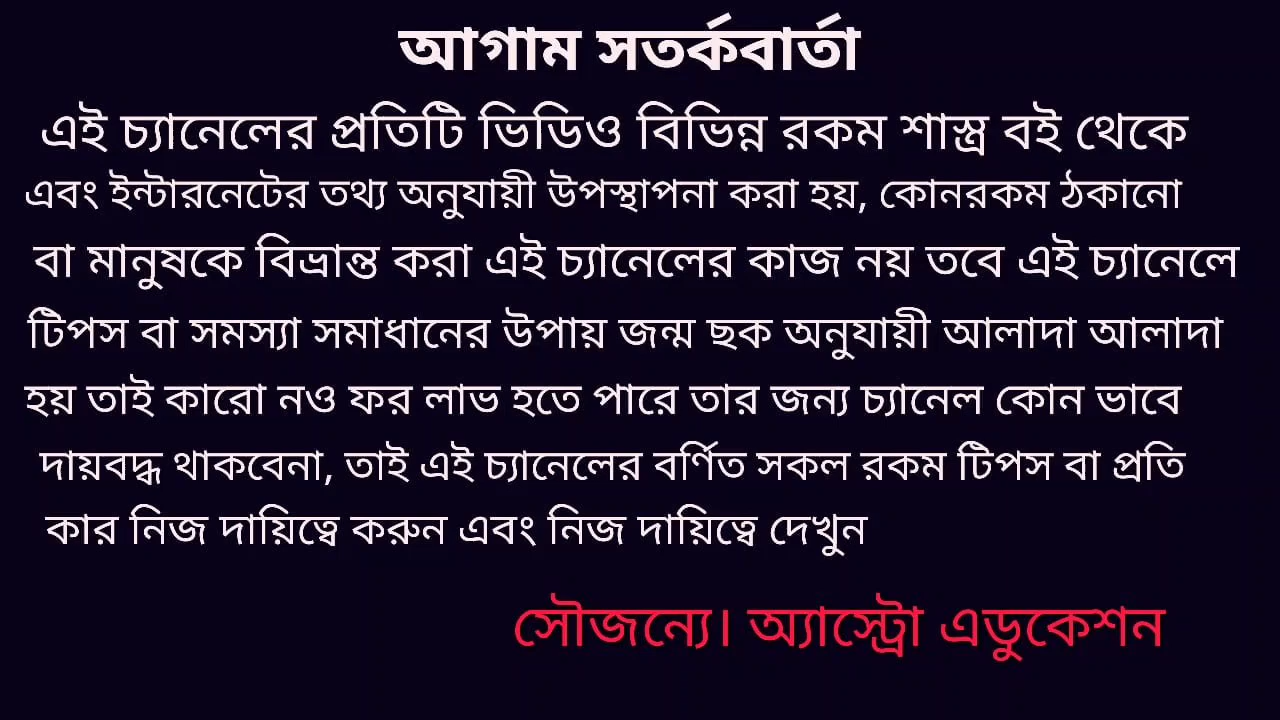 আগাম সতর্কবার্তা
এই চ্যানেলের প্রতিটি ভিডিও বিভিন্ন রকম শাস্ত্র বই থেকে
এবং ইন্টারনেটের তথ্য অনুযায়ী উপস্থাপনা করা হয়, কোনরকম ঠকানো
বা মানুষকে বিভ্রান্ত করা এই চ্যানেলের কাজ নয় তবে এই চ্যানেলে
টিপস বা সমস্যা সমাধানের উপায় জন্ম ছক অনুযায়ী আলাদা আলাদা
হয় তাই কারো নও ফর লাভ হতে পারে তার জন্য চ্যানেল কোন ভাবে
দায়বদ্ধ থাকবেনা, তাই এই চ্যানেলের বর্ণিত সকল রকম টিপস বা প্রতি
কার নিজ দায়িত্বে করুন এবং নিজ দায়িত্বে দেখুন
সৌজন্যে। অ্যাস্ট্রো এডুকেশন